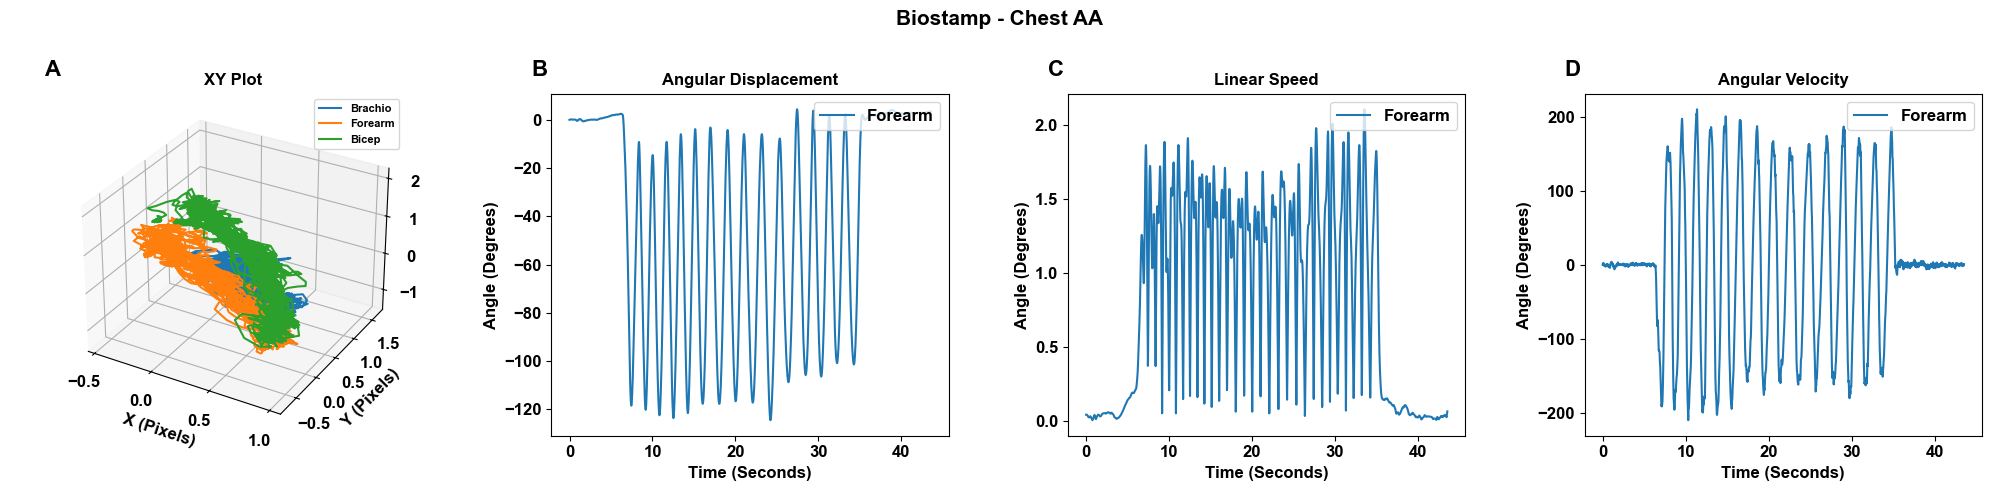 Biostamp - Chest AA
A
XY Plot
Brachio
Forearm
Bicep
2
1
0
−1
−0.5
0.0
0.5
1.0
X (Pixels)
−0.5
0.0
0.5
1.0
1.5
Y (Pixels)
B
Angular Displacement
Forearm
0
−20
−40
−60
−80
−100
−120
Angle (Degrees)
0 10 20 30 40
Time (Seconds)
C
Linear Speed
Forearm
2.0
1.5
1.0
0.5
0.0
Angle (Degrees)
0 10 20 30 40
Time (Seconds)
D
Angular Velocity
Forearm
200
100
0
−100
−200
Angle (Degrees)
0 10 20 30 40
Time (Seconds)